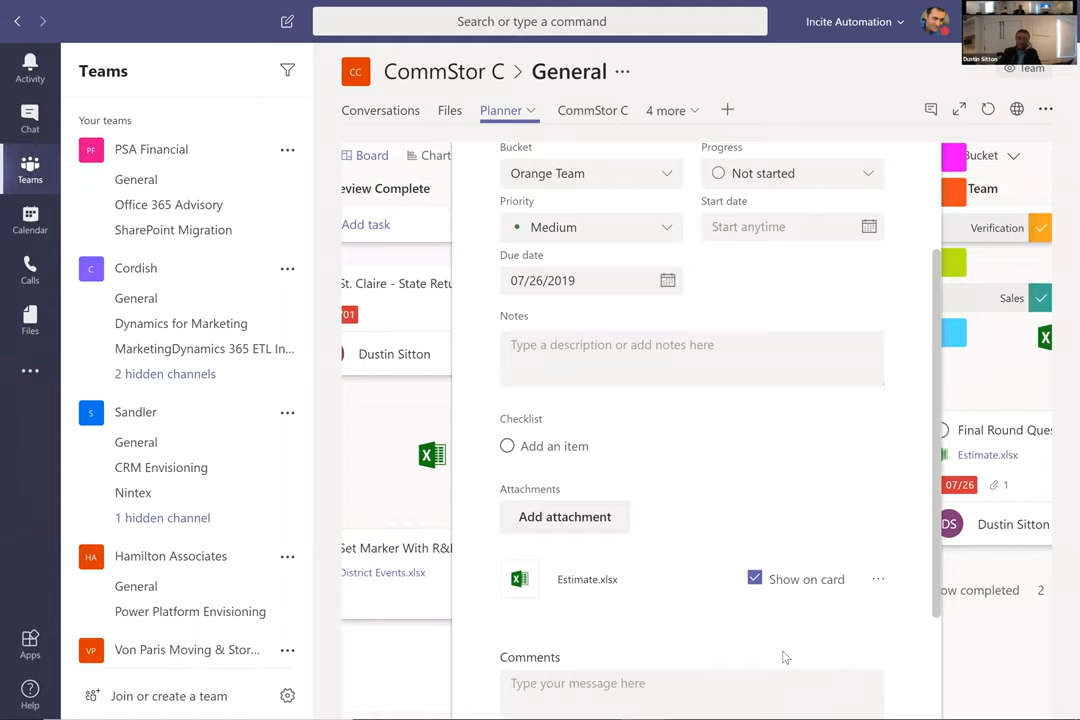 Search or type a command
Incite Automation
Dustin Sitton
Activity
Chat
Teams
Calendar
Calls
Files
Apps
Help
Teams
Your teams
PF
PSA Financial
General
Office 365 Advisory
SharePoint Migration
C
Cordish
General
Dynamics for Marketing
MarketingDynamics 365 ETL In...
2 hidden channels
S
Sandler
General
CRM Envisioning
Nintex
1 hidden channel
HA
Hamilton Associates
General
Power Platform Envisioning
VP
Von Paris Moving & Stor...
Join or create a team
CC
CommStor C > General
Team
Conversations
Files
Planner
CommStor C
4 more
Board
Chart
eview Complete
Add task
St. Claire - State Retu
/01
Dustin Sitton
Set Marker With R&
District Events.xlsx
Bucket
Progress
Orange Team
Not started
Priority
Start date
Medium
Start anytime
Due date
07/26/2019
Notes
Type a description or add notes here
Checklist
Add an item
Attachments
Add attachment
Estimate.xlsx
Show on card
Comments
Type your message here
Bucket
Team
Verification
Sales
Final Round Ques
Estimate.xlsx
07/26
1
DS
Dustin Sitton
ow completed
2